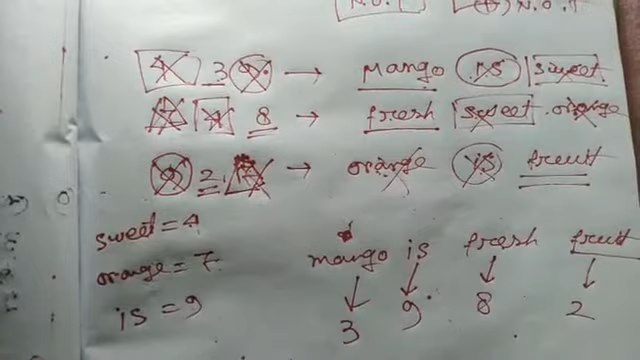 4 3 9 → Mango is sweet
7 4 8 → fresh sweet orange
9 2 7 → orange is fruit
sweet = 4
orange = 7
is = 9
mango is fresh fruit
3 9 8 2